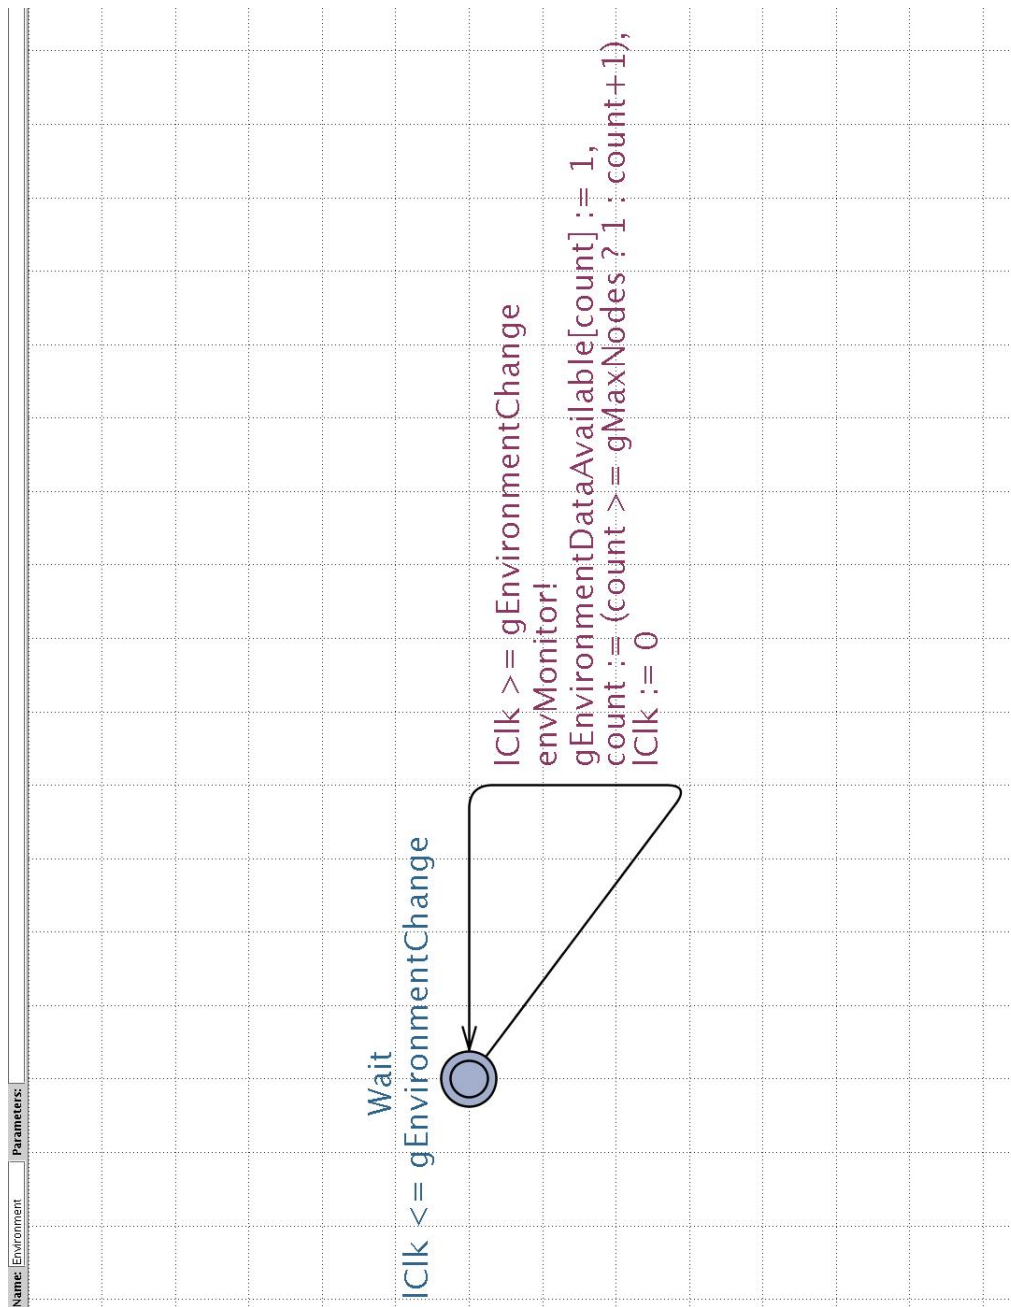 Name: Environment Parameters:
Wait
lClk <= gEnvironmentChange
lClk >= gEnvironmentChange
envMonitor!
gEnvironmentDataAvailable[count] := 1,
count := (count >= gMaxNodes ? 1 : count+1),
lClk := 0